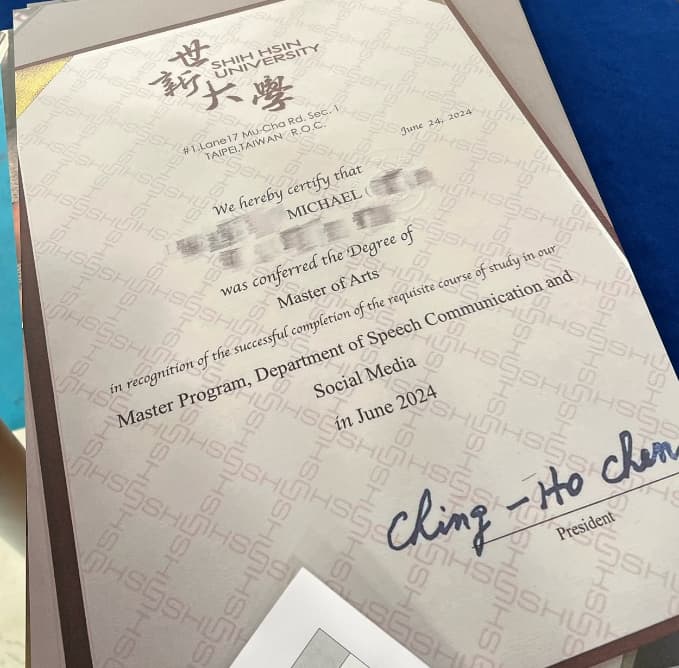 世新大學
SHIH HSIN
UNIVERSITY
#1,Lane17 Mu-Cha Rd. Sec. 1
TAIPEI,TAIWAN R.O.C.
June 24, 2024
We hereby certify that
MICHAEL (
was conferred the Degree of
Master of Arts
in recognition of the successful completion of the requisite course of study in our
Master Program, Department of Speech Communication and
Social Media
in June 2024
Ching-Ho Chen
President